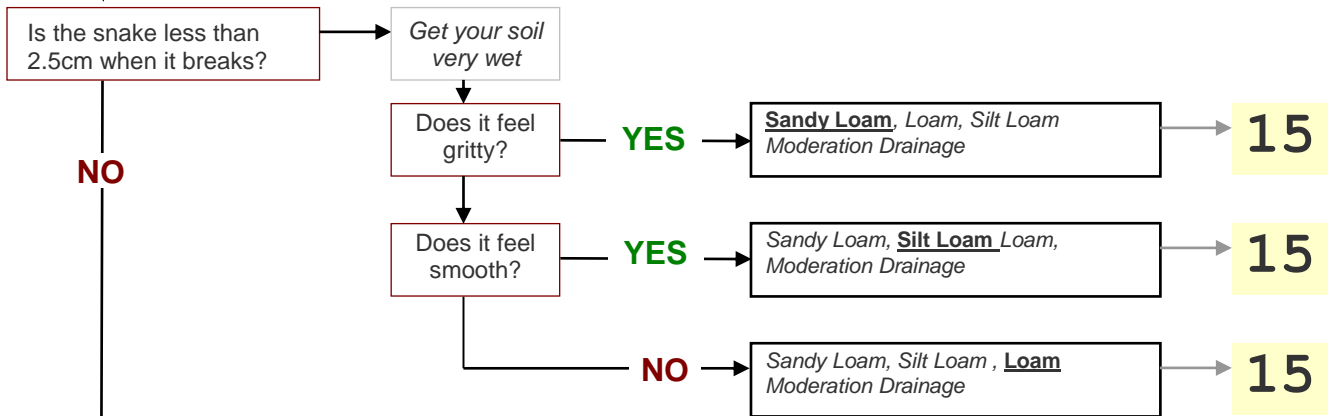 Is the snake less than
2.5cm when it breaks?
Get your soil
very wet
Does it feel
gritty?
YES
Sandy Loam, Loam, Silt Loam
Moderation Drainage
15
NO
Does it feel
smooth?
YES
Sandy Loam, Silt Loam Loam,
Moderation Drainage
15
NO
Sandy Loam, Silt Loam , Loam
Moderation Drainage
15